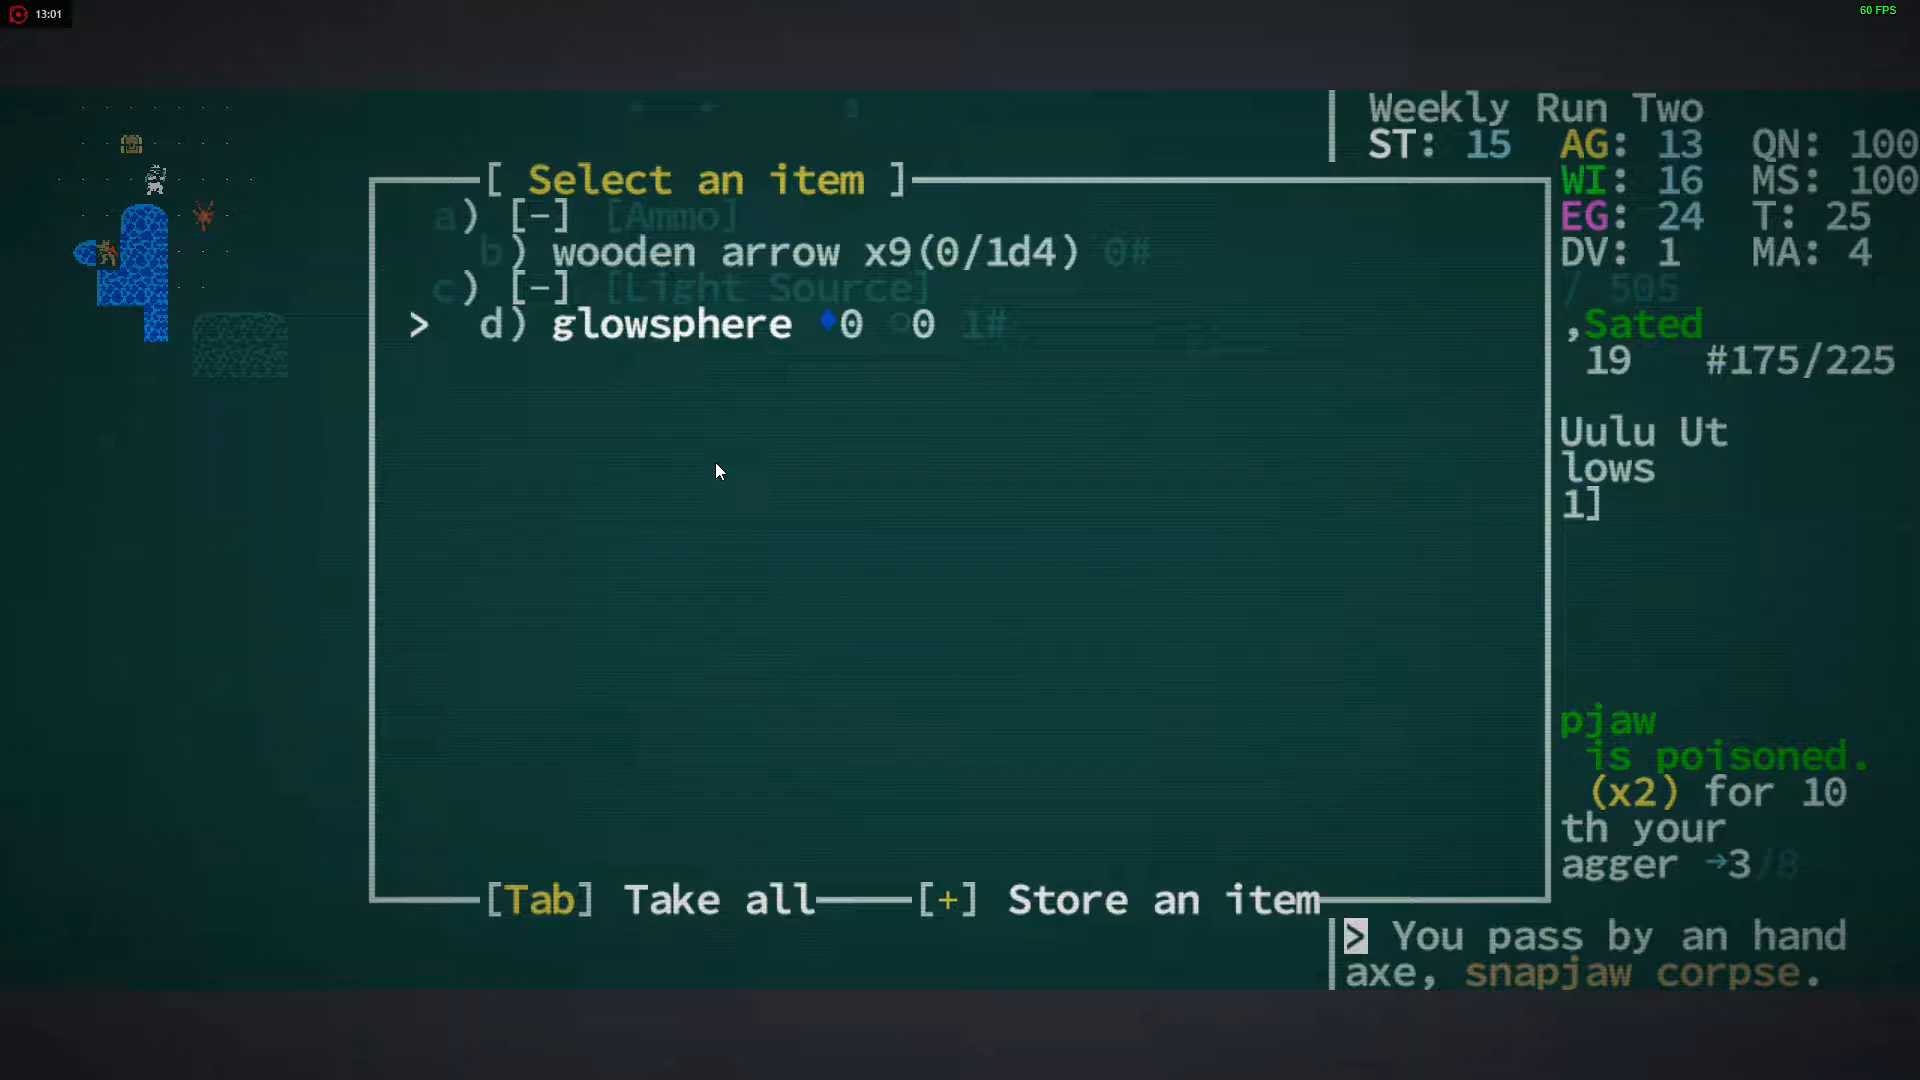 13:01
60 FPS
Weekly Run Two
ST: 15 AG: 13 QN: 100
WI: 16 MS: 100
EG: 24 T: 25
DV: 1 MA: 4
/ 505
,Sated
19 #175/225
Uulu Ut
lows
1]
[ Select an item ]
a) [-] [Ammo]
b) wooden arrow x9(0/1d4) 0#
c) [-] [Light Source]
> d) glowsphere ♦0 ○0 1#
pjaw
is poisoned.
(x2) for 10
th your
agger →3/8
[Tab] Take all [+] Store an item
> You pass by an hand
axe, snapjaw corpse.